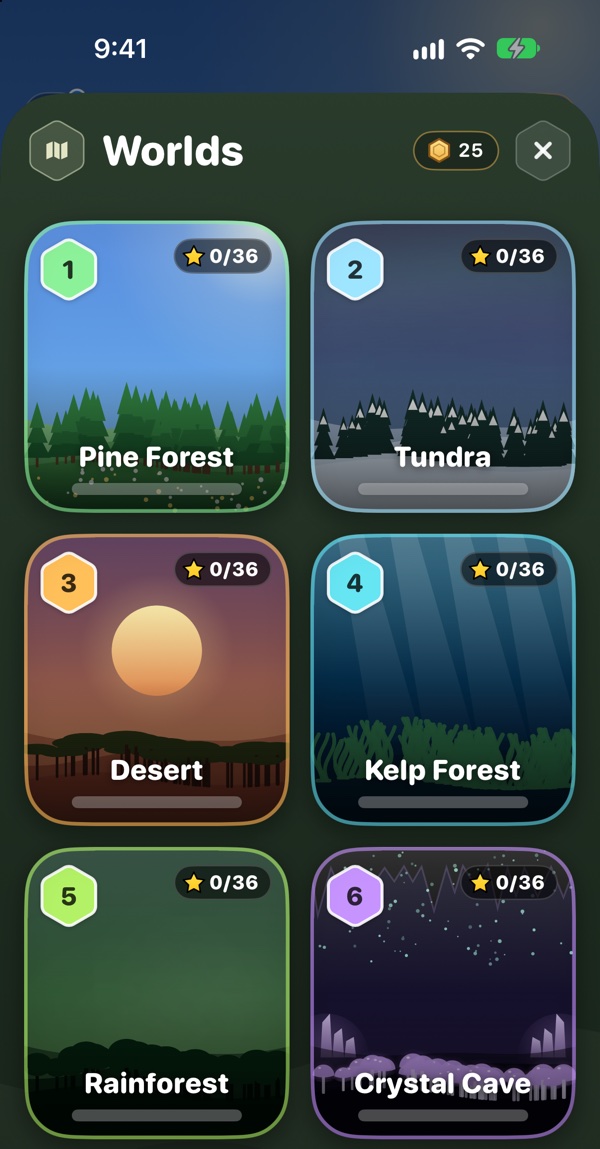 9:41
Worlds
25
1
0/36
2
0/36
Pine Forest
Tundra
3
0/36
4
0/36
Desert
Kelp Forest
5
0/36
6
0/36
Rainforest
Crystal Cave